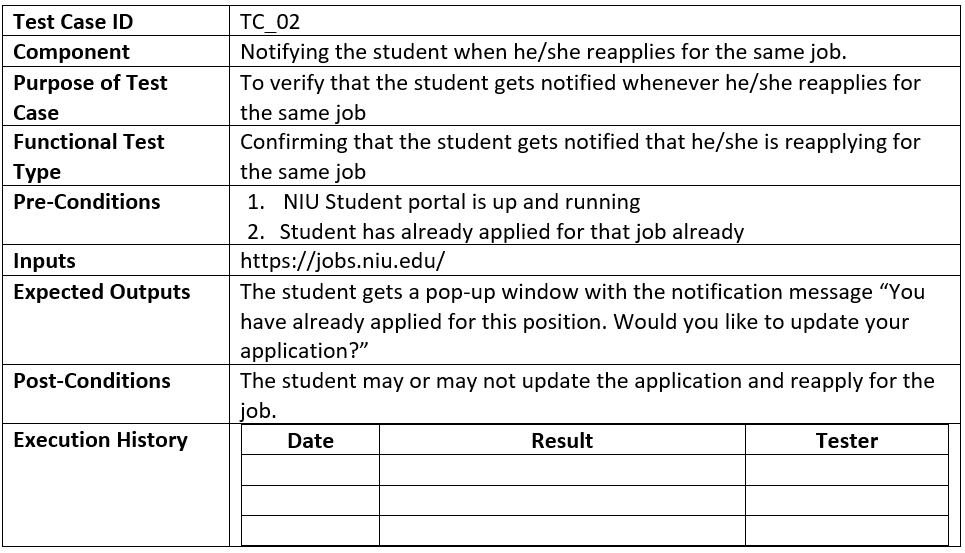 Test Case ID TC_02
Component Notifying the student when he/she reapplies for the same job.
Purpose of Test To verify that the student gets notified whenever he/she reapplies for
Case the same job
Functional Test Confirming that the student gets notified that he/she is reapplying for
Type the same job
Pre-Conditions 1. NIU Student portal is up and running
2. Student has already applied for that job already
Inputs https://jobs.niu.edu/
Expected Outputs The student gets a pop-up window with the notification message “You
have already applied for this position. Would you like to update your
application?”
Post-Conditions The student may or may not update the application and reapply for the
job.
Execution History Date Result Tester